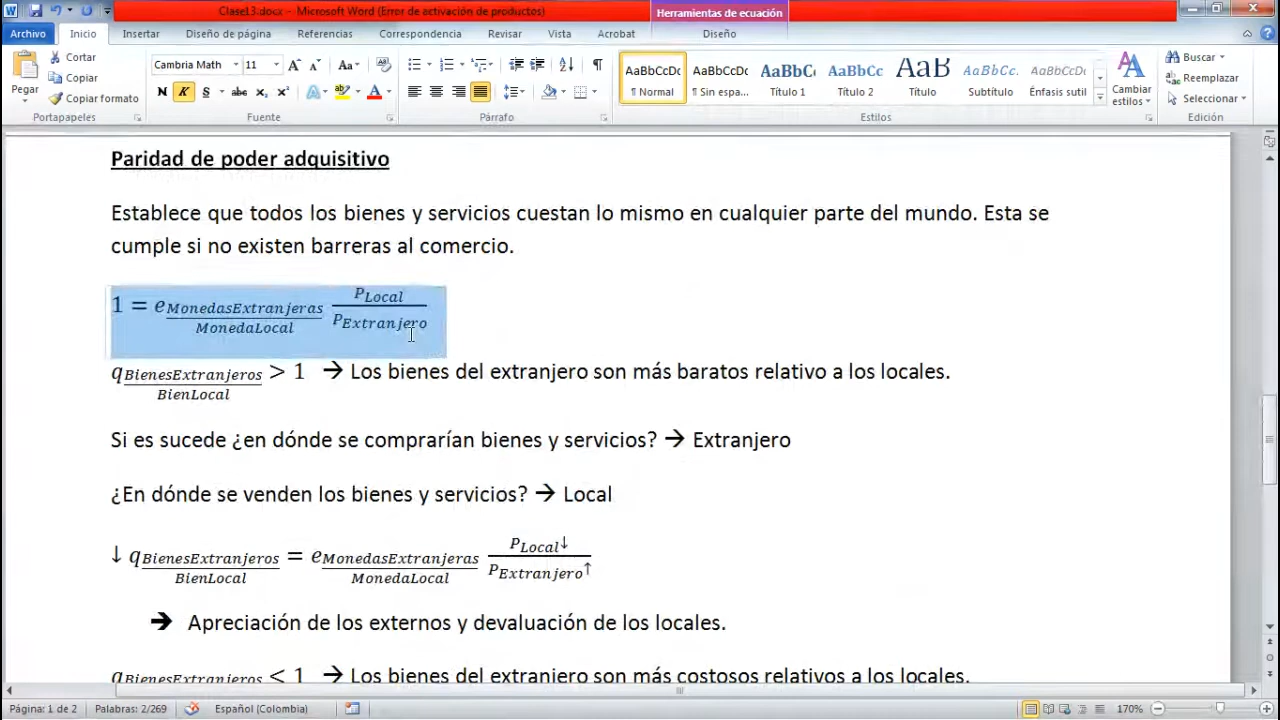 Clase13.docx - Microsoft Word (Error de activación de productos)
Herramientas de ecuación
Archivo Inicio Insertar Diseño de página Referencias Correspondencia Revisar Vista Acrobat Diseño
Pegar
Cortar
Copiar
Copiar formato
Portapapeles
Cambria Math 11
Fuente
Párrafo
AaBbCcDc AaBbCcDc AaBbC AaBbCc AaB AaBbCc. AaBbCcDc
¶ Normal ¶ Sin espa... Título 1 Título 2 Título Subtítulo Énfasis sutil
Cambiar estilos
Estilos
Buscar
Reemplazar
Seleccionar
Edición
Paridad de poder adquisitivo
Establece que todos los bienes y servicios cuestan lo mismo en cualquier parte del mundo. Esta se
cumple si no existen barreras al comercio.
1 = e MonedasExtranjeras/MonedaLocal P Local/P Extranjero
q BienesExtranjeros/BienLocal > 1 → Los bienes del extranjero son más baratos relativo a los locales.
Si es sucede ¿en dónde se comprarían bienes y servicios? → Extranjero
¿En dónde se venden los bienes y servicios? → Local
↓ q BienesExtranjeros/BienLocal = e MonedasExtranjeras/MonedaLocal P Local↓/P Extranjero↑
→ Apreciación de los externos y devaluación de los locales.
q BienesExtranjeros < 1 → Los bienes del extranjero son más costosos relativos a los locales.
Página: 1 de 2 Palabras: 2/269 Español (Colombia) 170%